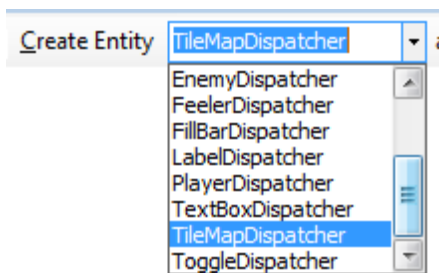 Create Entity TileMapDispatcher
EnemyDispatcher
FeelerDispatcher
FillBarDispatcher
LabelDispatcher
PlayerDispatcher
TextBoxDispatcher
TileMapDispatcher
ToggleDispatcher